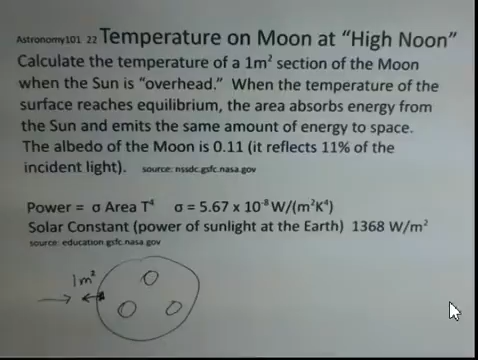 Astronomy101 22 Temperature on Moon at “High Noon”
Calculate the temperature of a 1m² section of the Moon
when the Sun is “overhead.” When the temperature of the
surface reaches equilibrium, the area absorbs energy from
the Sun and emits the same amount of energy to space.
The albedo of the Moon is 0.11 (it reflects 11% of the
incident light). source: nssdc.gsfc.nasa.gov
Power = σ Area T⁴ σ = 5.67 x 10⁻⁸ W/(m²K⁴)
Solar Constant (power of sunlight at the Earth) 1368 W/m²
source: education.gsfc.nasa.gov
1m²